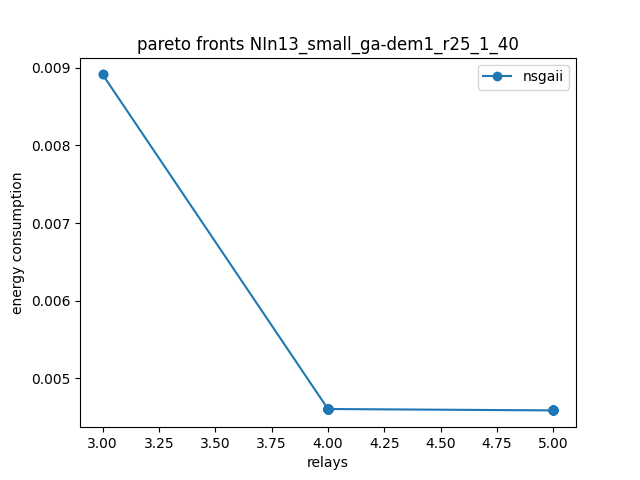 pareto fronts NIn13_small_ga-dem1_r25_1_40
nsgaii
energy consumption
0.009
0.008
0.007
0.006
0.005
3.00 3.25 3.50 3.75 4.00 4.25 4.50 4.75 5.00
relays